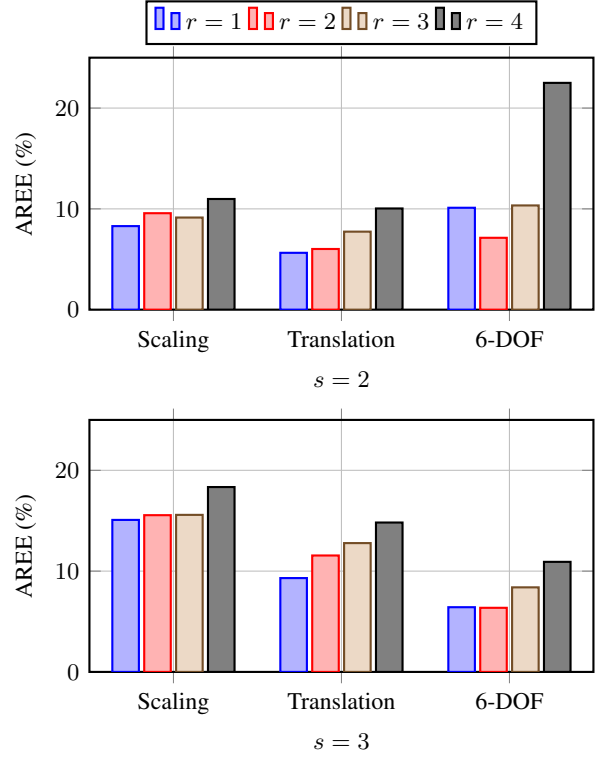 r = 1 r = 2 r = 3 r = 4
AREE (%)
20
10
0
Scaling Translation 6-DOF
s = 2
AREE (%)
20
10
0
Scaling Translation 6-DOF
s = 3